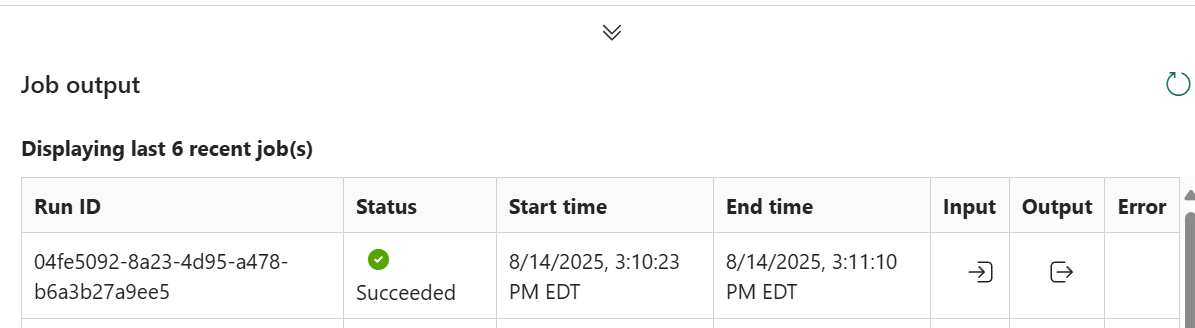 Job output
Displaying last 6 recent job(s)
Run ID Status Start time End time Input Output Error
04fe5092-8a23-4d95-a478-
b6a3b27a9ee5
Succeeded
8/14/2025, 3:10:23
PM EDT
8/14/2025, 3:11:10
PM EDT